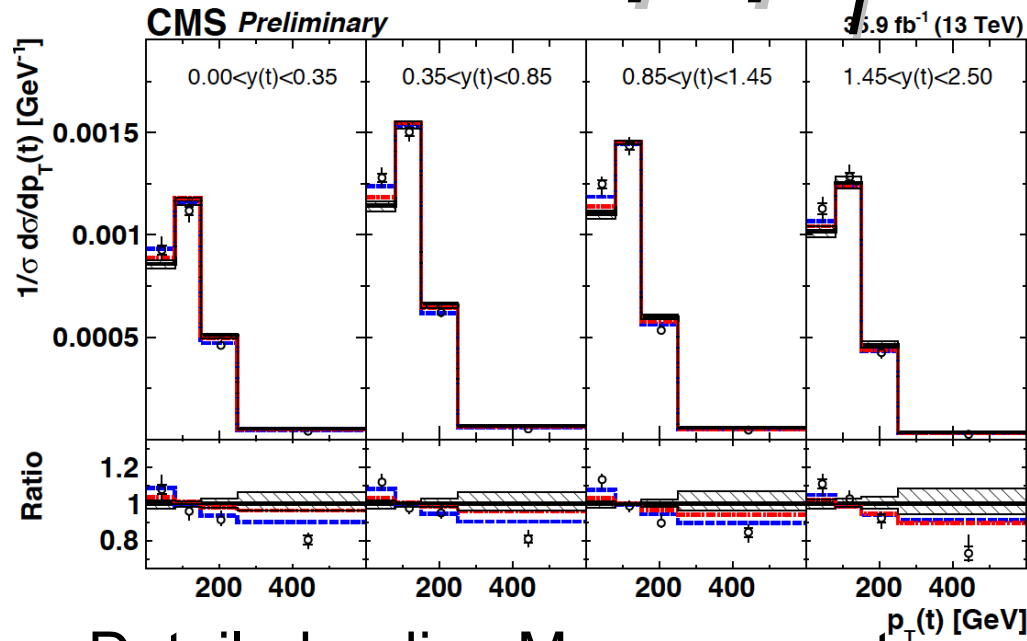 CMS Preliminary
35.9 fb⁻¹ (13 TeV)
1/σ dσ/dp_T(t) [GeV⁻¹]
0.00<y(t)<0.35
0.35<y(t)<0.85
0.85<y(t)<1.45
1.45<y(t)<2.50
0.0015
0.001
0.0005
Ratio
1.2
1
0.8
200 400 200 400 200 400 200 400
p_T(t) [GeV]